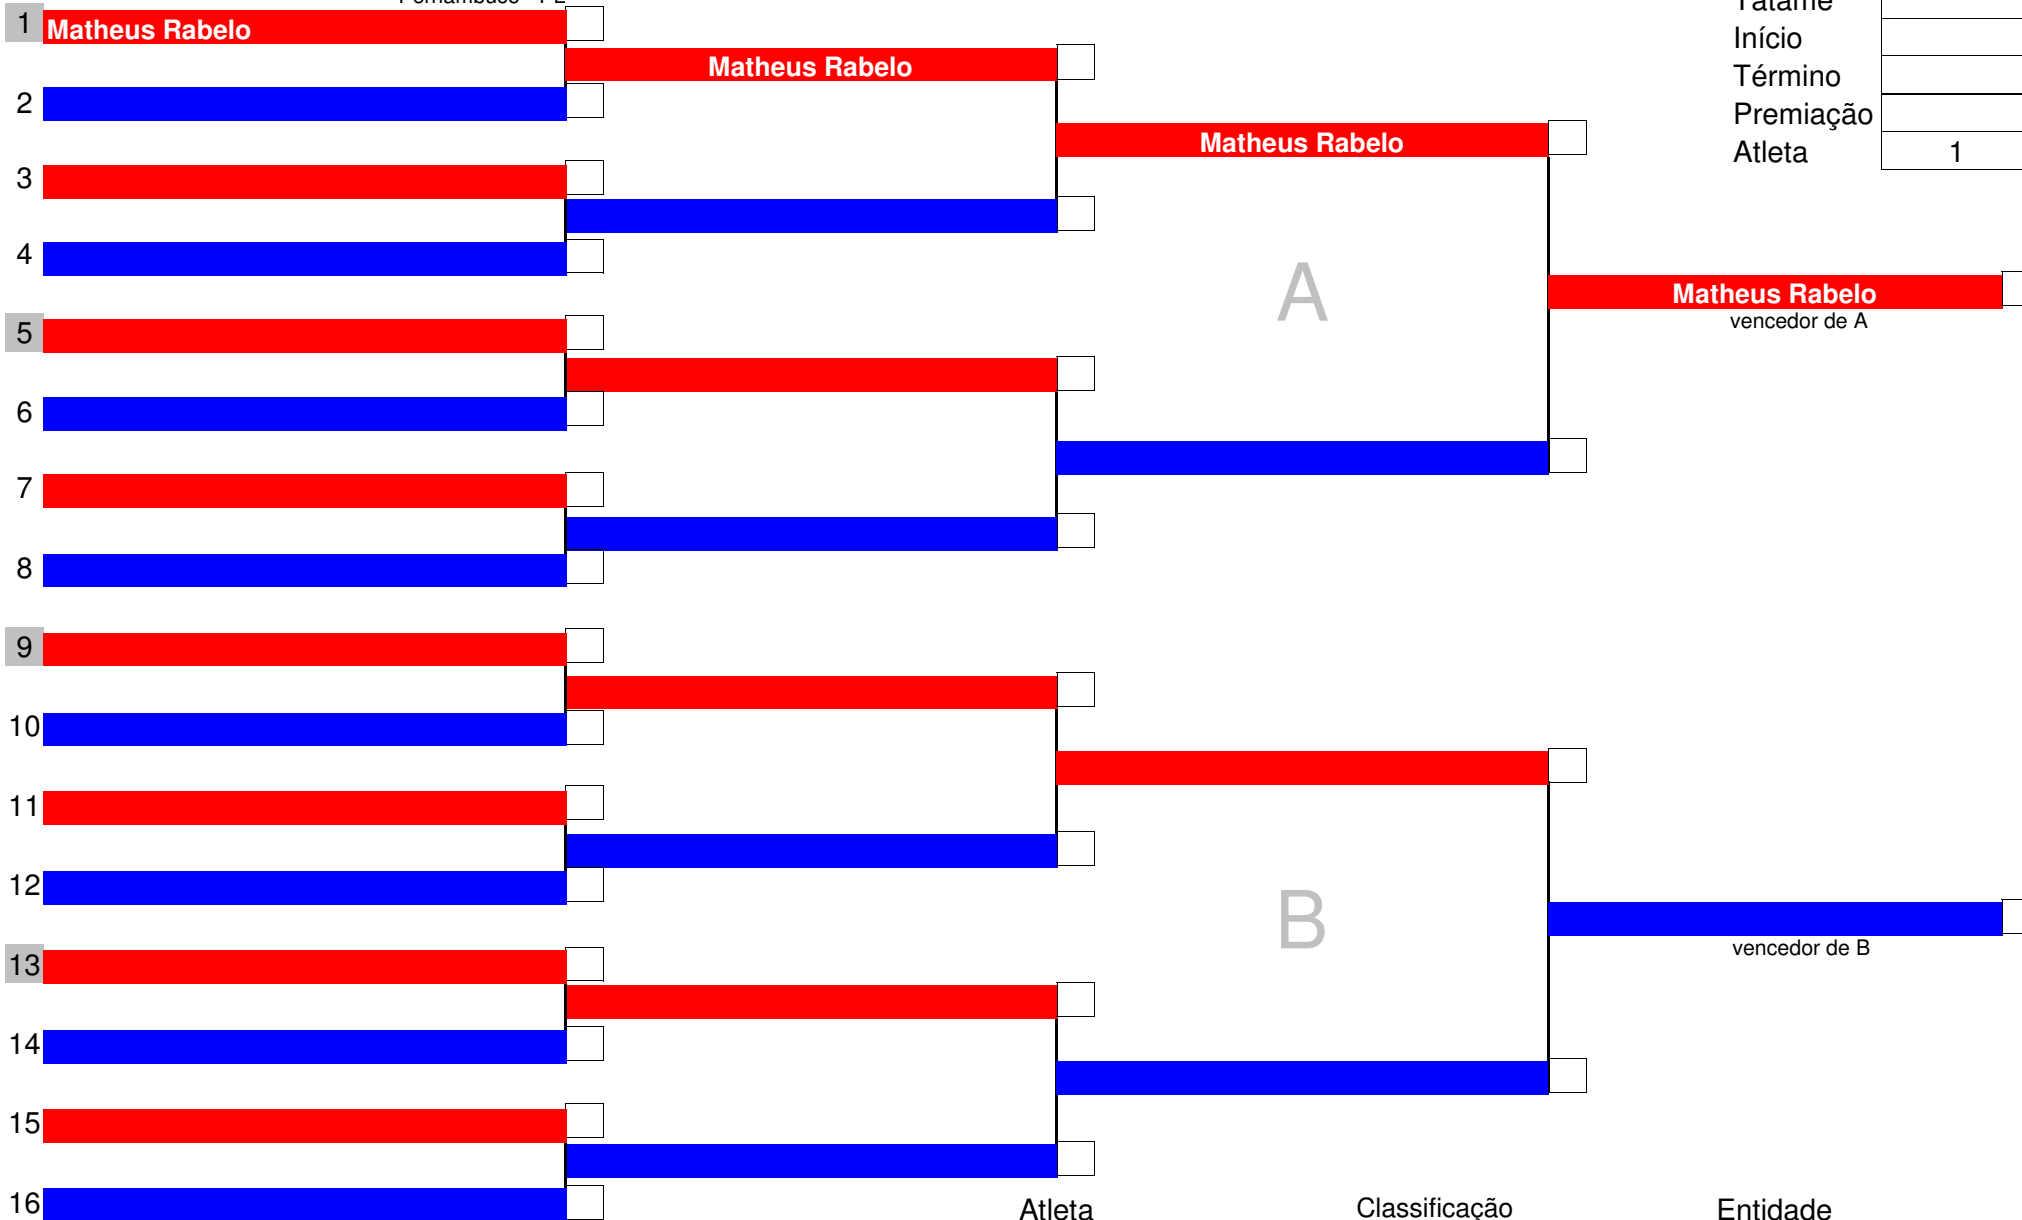 Tatame
1 Matheus Rabelo
Início
Matheus Rabelo
Término
2
Premiação
Matheus Rabelo
Atleta 1
3
4
A
Matheus Rabelo
5
vencedor de A
6
7
8
9
10
11
12
B
vencedor de B
13
14
15
16
Atleta Classificação Entidade